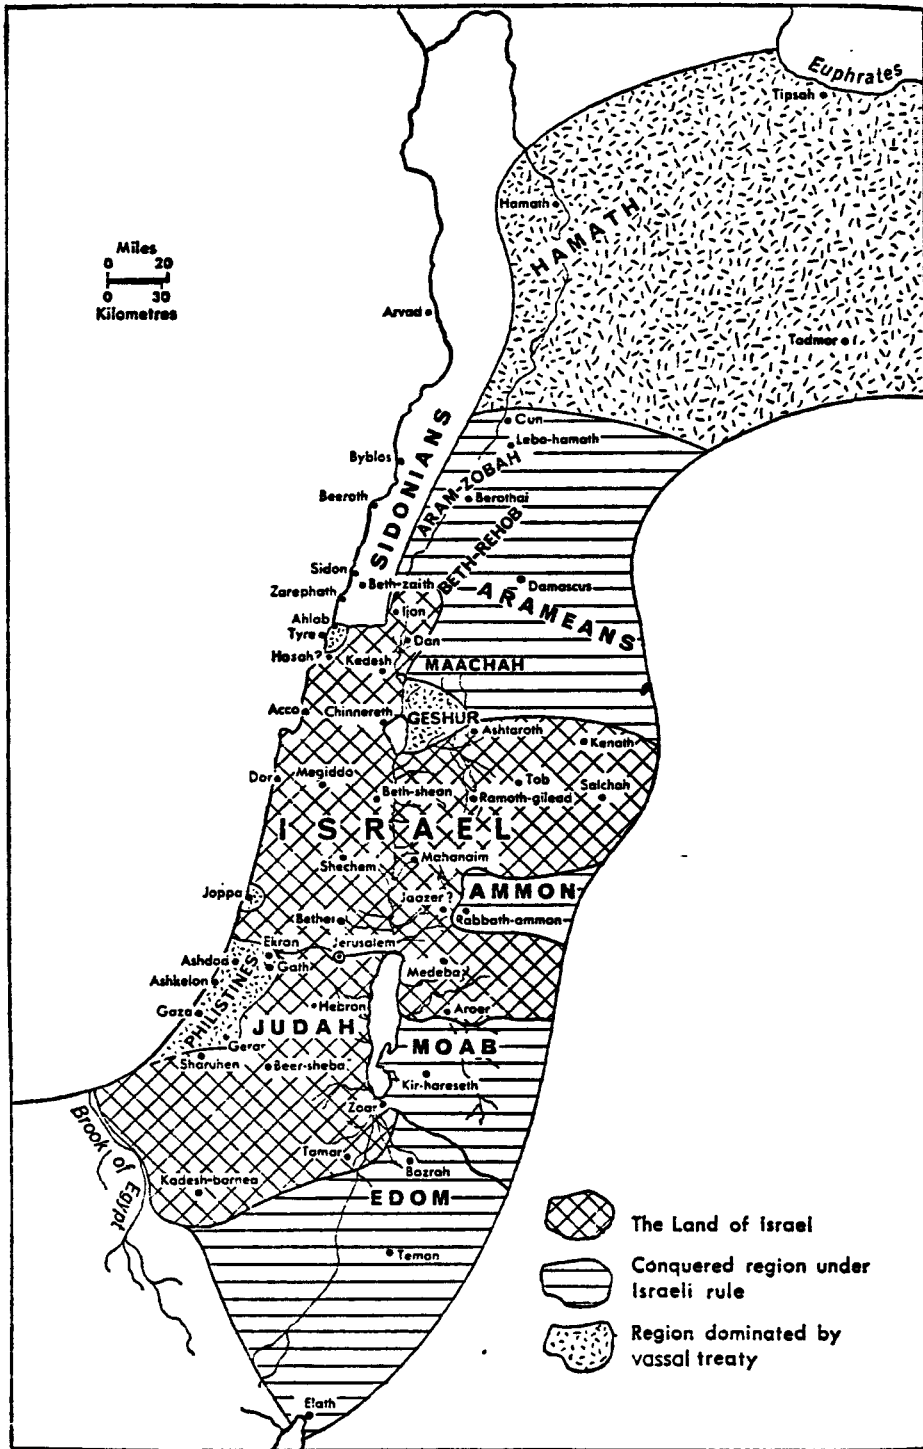 Euphrates
Tipsah
Hamath
HAMATH
Miles
0 20
0 30
Kilometres
Arvad
Tadmor
Cun
Lebo-hamath
SIDONIANS
ARAM-ZOBAH
Byblos
Berothai
Beeroth
BETH-REHOB
Sidon
Beth-zaith
Damascus
Zarephath
Ijon
ARAMEANS
Ahlab
Tyre
Dan
Hosah?
Kedesh
MAACHAH
Acco
Chinnereth
GESHUR
Ashtaroth
Kenath
Dor
Megiddo
Tob
Salchah
Beth-shean
Ramoth-gilead
ISRAEL
Shechem
Mahanaim
Joppa
AMMON
Jaazer?
Bethel
Rabbath-ammon
Ekron
Jerusalem
Ashdod
Gath
Medeba
Ashkelon
PHILISTINES
Hebron
Aroer
Gaza
JUDAH
MOAB
Gerar
Sharuhen
Beer-sheba
Kir-hareseth
Zoar
Brook of Egypt
Tamar
Bozrah
Kadesh-barnea
EDOM
Teman
Elath
The Land of Israel
Conquered region under
Israeli rule
Region dominated by
vassal treaty